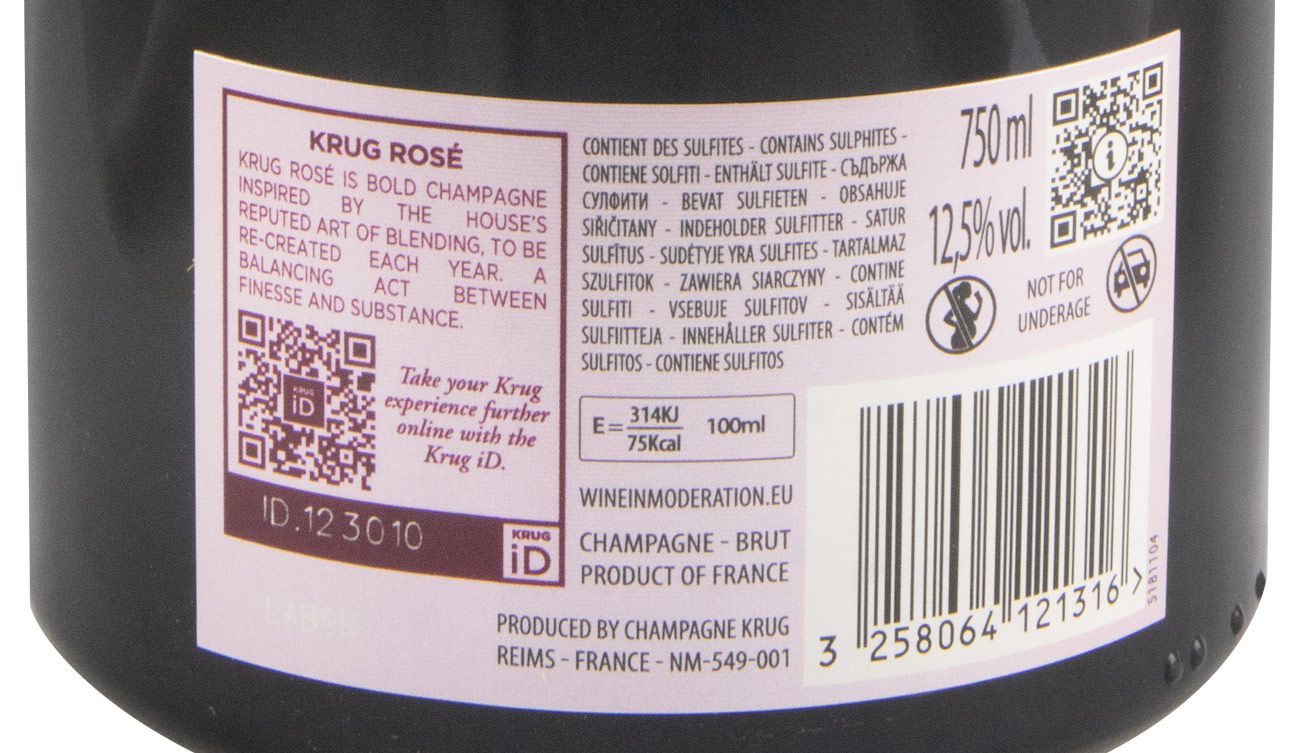 KRUG ROSÉ
KRUG ROSÉ IS BOLD CHAMPAGNE
INSPIRED BY THE HOUSE'S
REPUTED ART OF BLENDING, TO BE
RE-CREATED EACH YEAR. A
BALANCING ACT BETWEEN
FINESSE AND SUBSTANCE.
KRUG
iD
Take your Krug
experience further
online with the
Krug iD.
ID.123010
KRUG
iD
CONTIENT DES SULFITES - CONTAINS SULPHITES -
CONTIENE SOLFITI - ENTHÄLT SULFITE - СЪДЪРЖА
СУЛФИТИ - BEVAT SULFIETEN - OBSAHUJE
SIŘIČITANY - INDEHOLDER SULFITTER - SATUR
SULFĪTUS - SUDĖTYJE YRA SULFITES - TARTALMAZ
SZULFITOK - ZAWIERA SIARCZYNY - CONTINE
SULFITI - VSEBUJE SULFITOV - SISÄLTÄÄ
SULFIITTEJA - INNEHÅLLER SULFITER - CONTÉM
SULFITOS - CONTIENE SULFITOS
E = 314KJ
75Kcal
100ml
WINEINMODERATION.EU
CHAMPAGNE - BRUT
PRODUCT OF FRANCE
PRODUCED BY CHAMPAGNE KRUG
REIMS - FRANCE - NM-549-001
750 ml
12,5% vol.
i
NOT FOR
UNDERAGE
3 258064 121316 >
5181104